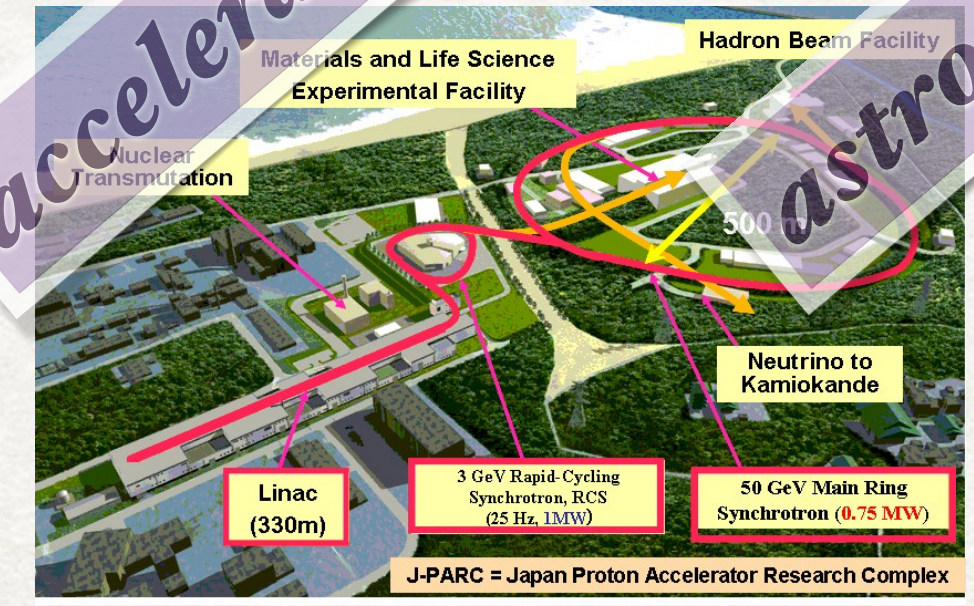 accelera
astro
Materials and Life Science
Experimental Facility
Hadron Beam Facility
Nuclear
Transmutation
500 m
Neutrino to
Kamiokande
Linac
(330m)
3 GeV Rapid-Cycling
Synchrotron, RCS
(25 Hz, 1MW)
50 GeV Main Ring
Synchrotron (0.75 MW)
J-PARC = Japan Proton Accelerator Research Complex